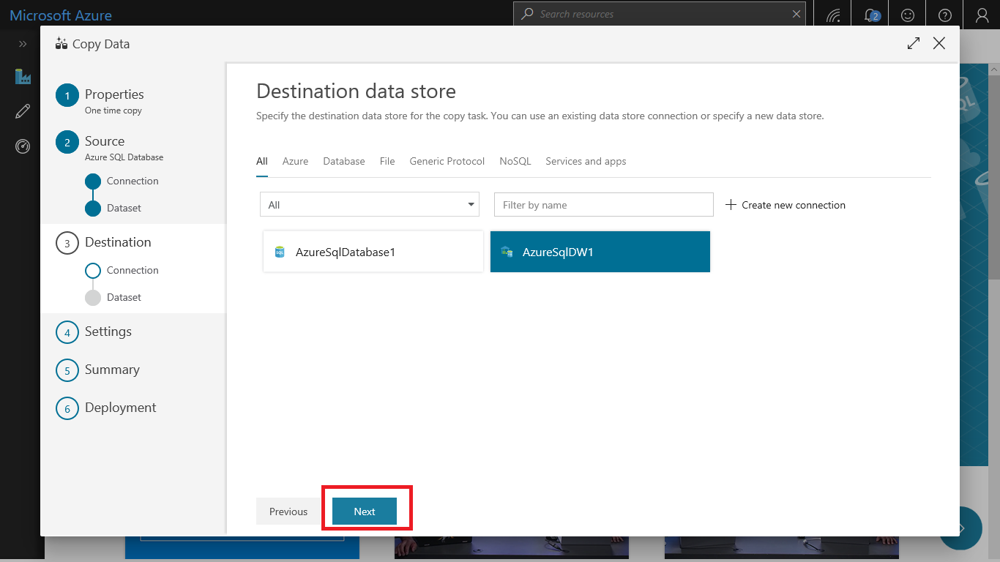 Microsoft Azure
Search resources
2
Copy Data
1 Properties
One time copy
2 Source
Azure SQL Database
Connection
Dataset
3 Destination
Connection
Dataset
4 Settings
5 Summary
6 Deployment
Destination data store
Specify the destination data store for the copy task. You can use an existing data store connection or specify a new data store.
All Azure Database File Generic Protocol NoSQL Services and apps
All Filter by name Create new connection
SQL AzureSqlDatabase1 AzureSqlDW1
Previous Next
SQL